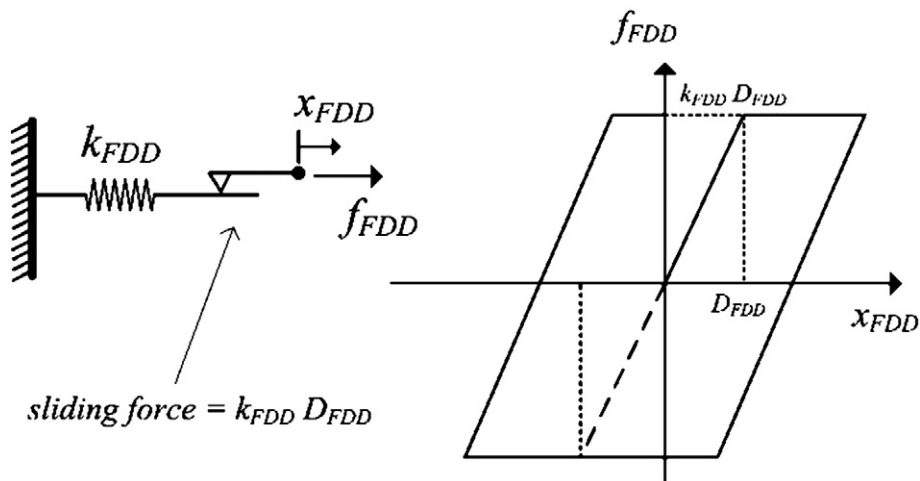 x_FDD
k_FDD
f_FDD
sliding force = k_FDD D_FDD
f_FDD
k_FDD D_FDD
D_FDD
x_FDD